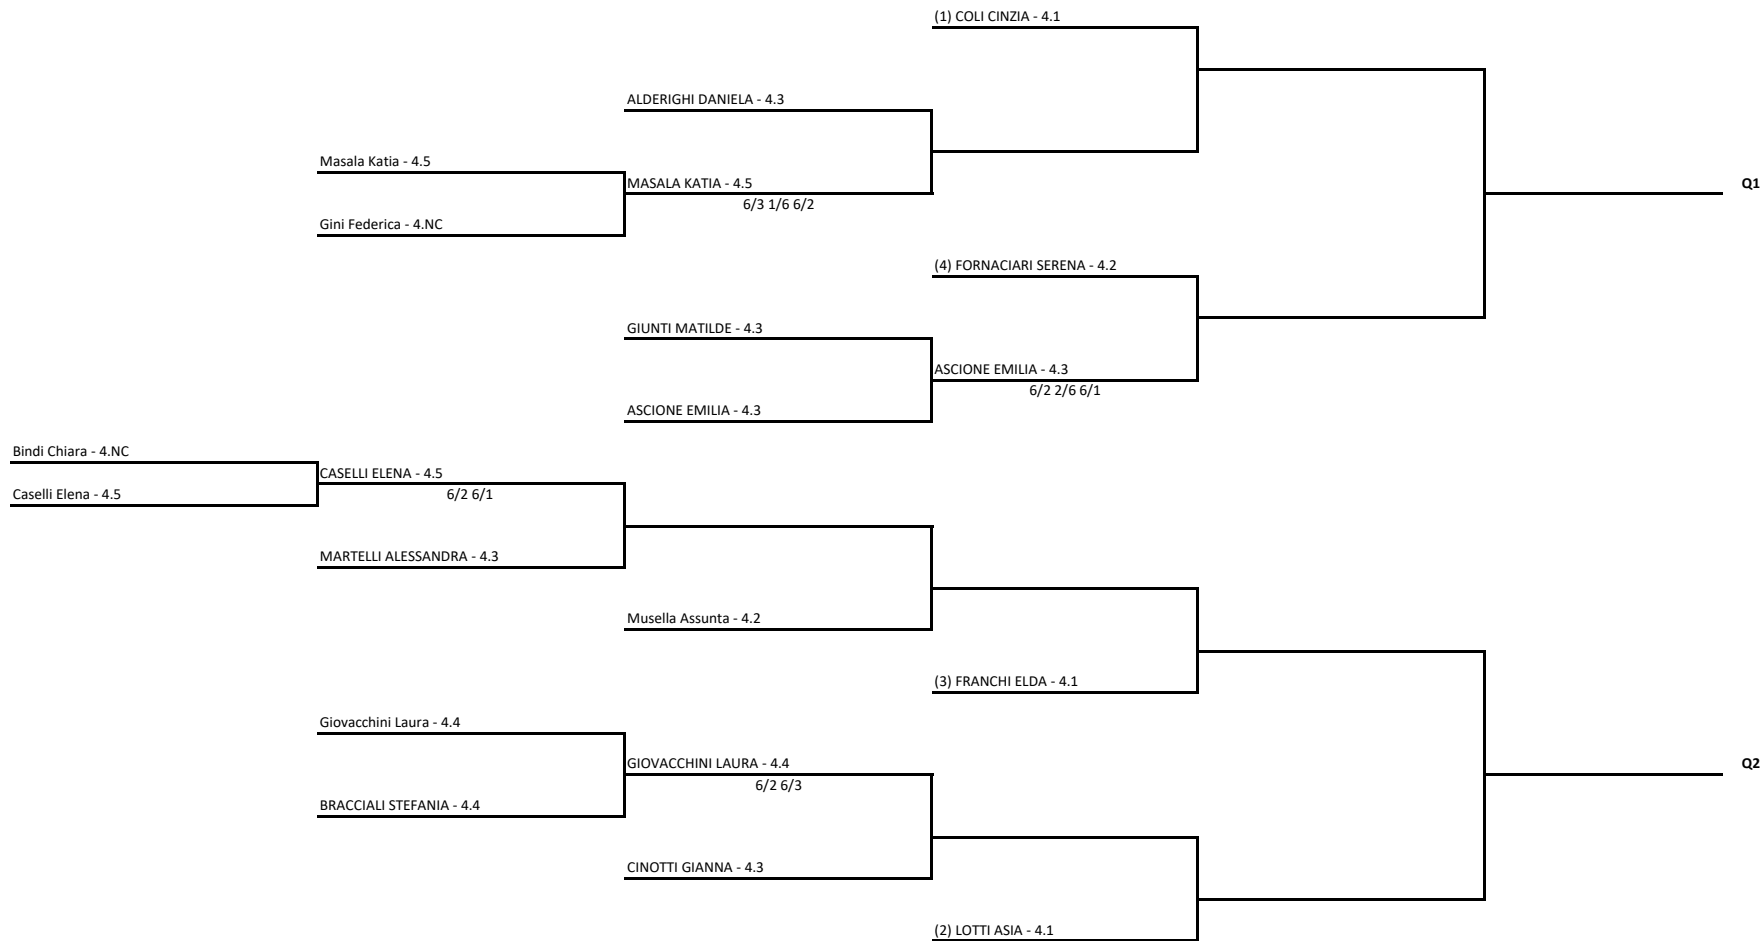 (1) COLI CINZIA - 4.1
ALDERIGHI DANIELA - 4.3
Masala Katia - 4.5
MASALA KATIA - 4.5
Q1
6/3 1/6 6/2
Gini Federica - 4.NC
(4) FORNACIARI SERENA - 4.2
GIUNTI MATILDE - 4.3
ASCIONE EMILIA - 4.3
6/2 2/6 6/1
ASCIONE EMILIA - 4.3
Bindi Chiara - 4.NC
CASELLI ELENA - 4.5
Caselli Elena - 4.5
6/2 6/1
MARTELLI ALESSANDRA - 4.3
Musella Assunta - 4.2
(3) FRANCHI ELDA - 4.1
Giovacchini Laura - 4.4
GIOVACCHINI LAURA - 4.4
Q2
6/2 6/3
BRACCIALI STEFANIA - 4.4
CINOTTI GIANNA - 4.3
(2) LOTTI ASIA - 4.1